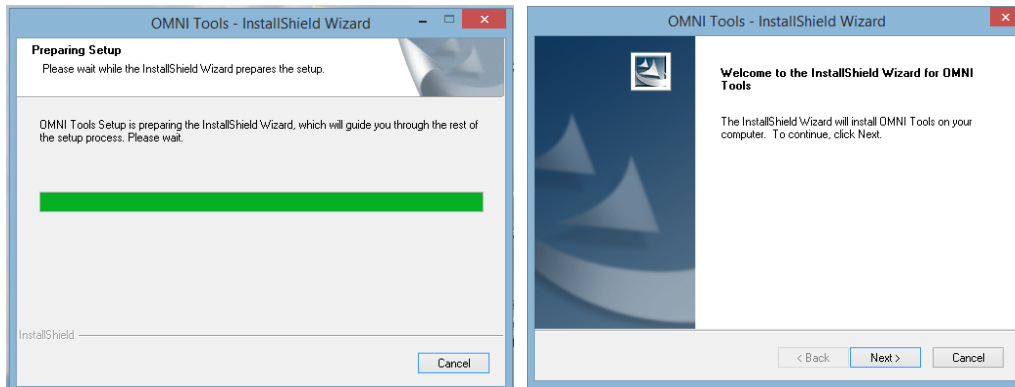 OMNI Tools - InstallShield Wizard
Preparing Setup
Please wait while the InstallShield Wizard prepares the setup.
OMNI Tools Setup is preparing the InstallShield Wizard, which will guide you through the rest of
the setup process. Please wait.
InstallShield
Cancel
OMNI Tools - InstallShield Wizard
Welcome to the InstallShield Wizard for OMNI
Tools
The InstallShield Wizard will install OMNI Tools on your
computer. To continue, click Next.
< Back Next > Cancel